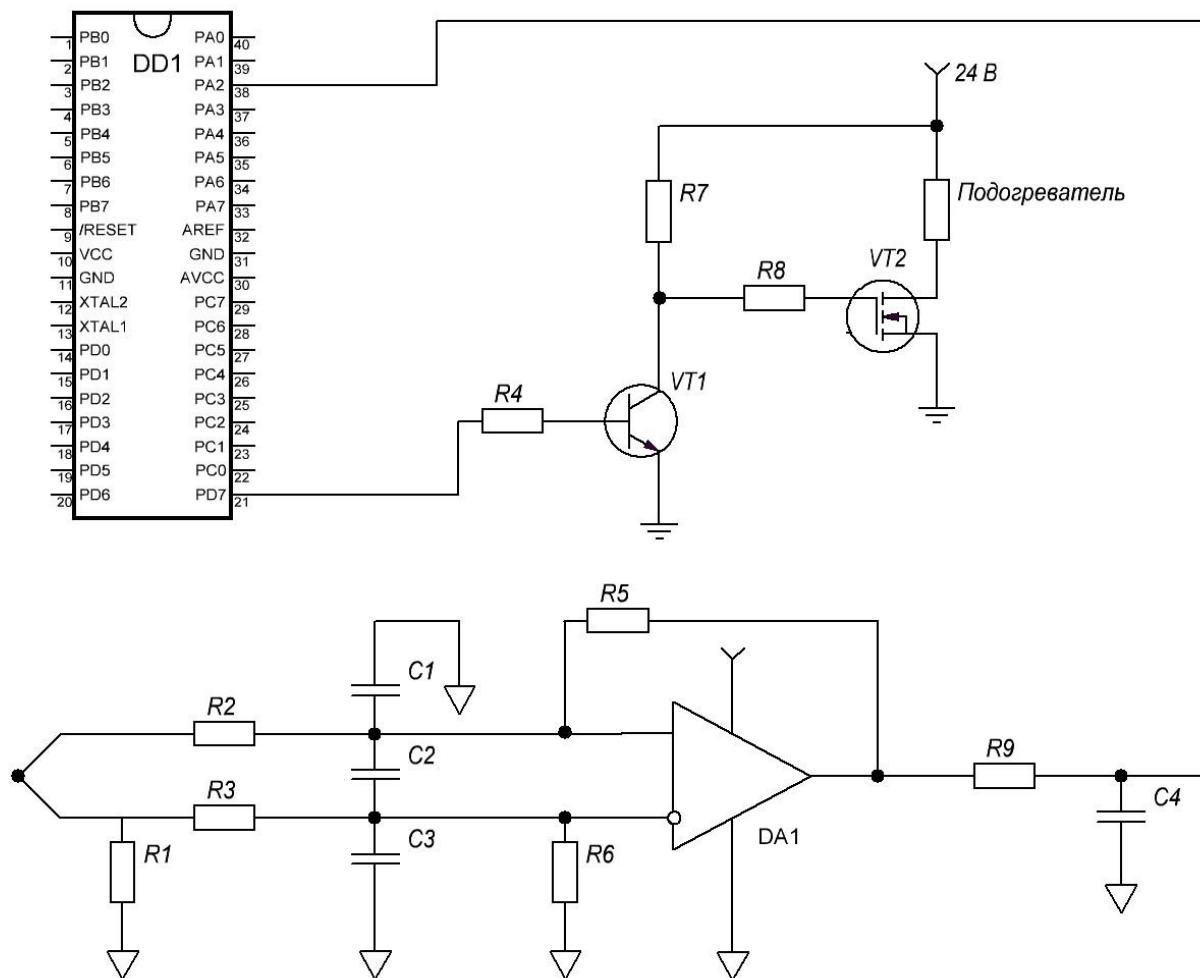 DD1
1 PB0 PA0 40
2 PB1 PA1 39
3 PB2 PA2 38
4 PB3 PA3 37
5 PB4 PA4 36
6 PB5 PA5 35
7 PB6 PA6 34
8 PB7 PA7 33
9 /RESET AREF 32
10 VCC GND 31
11 GND AVCC 30
12 XTAL2 PC7 29
13 XTAL1 PC6 28
14 PD0 PC5 27
15 PD1 PC4 26
16 PD2 PC3 25
17 PD3 PC2 24
18 PD4 PC1 23
19 PD5 PC0 22
20 PD6 PD7 21
24 В
R7
Подогреватель
R8
VT2
R4
VT1
R5
C1
R2
C2
R9
R3
C3
C4
R1
R6
DA1